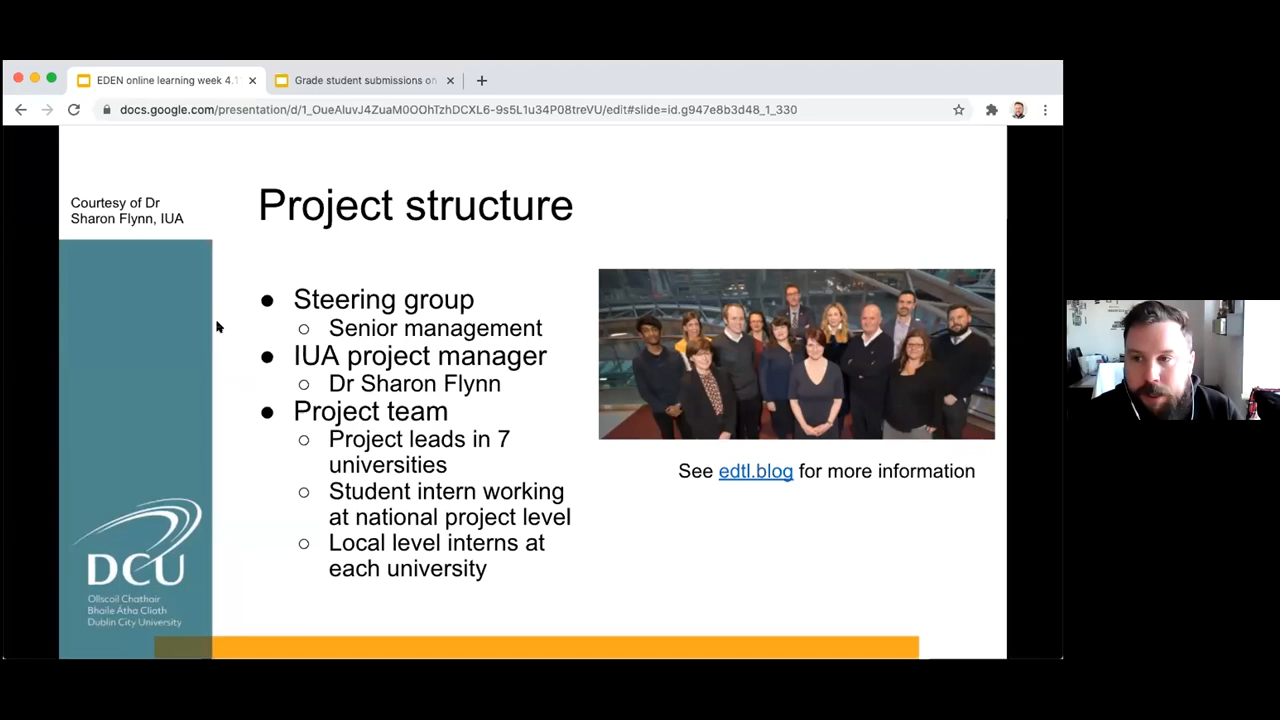 EDEN online learning week 4.1
Grade student submissions on
docs.google.com/presentation/d/1_OueAluvJ4ZuaM0OOhTzhDCXL6-9s5L1u34P08treVU/edit#slide=id.g947e8b3d48_1_330
Courtesy of Dr
Sharon Flynn, IUA
Project structure
● Steering group
○ Senior management
● IUA project manager
○ Dr Sharon Flynn
● Project team
○ Project leads in 7
universities
○ Student intern working
at national project level
○ Local level interns at
each university
See edtl.blog for more information
DCU
Ollscoil Chathair
Bhaile Átha Cliath
Dublin City University